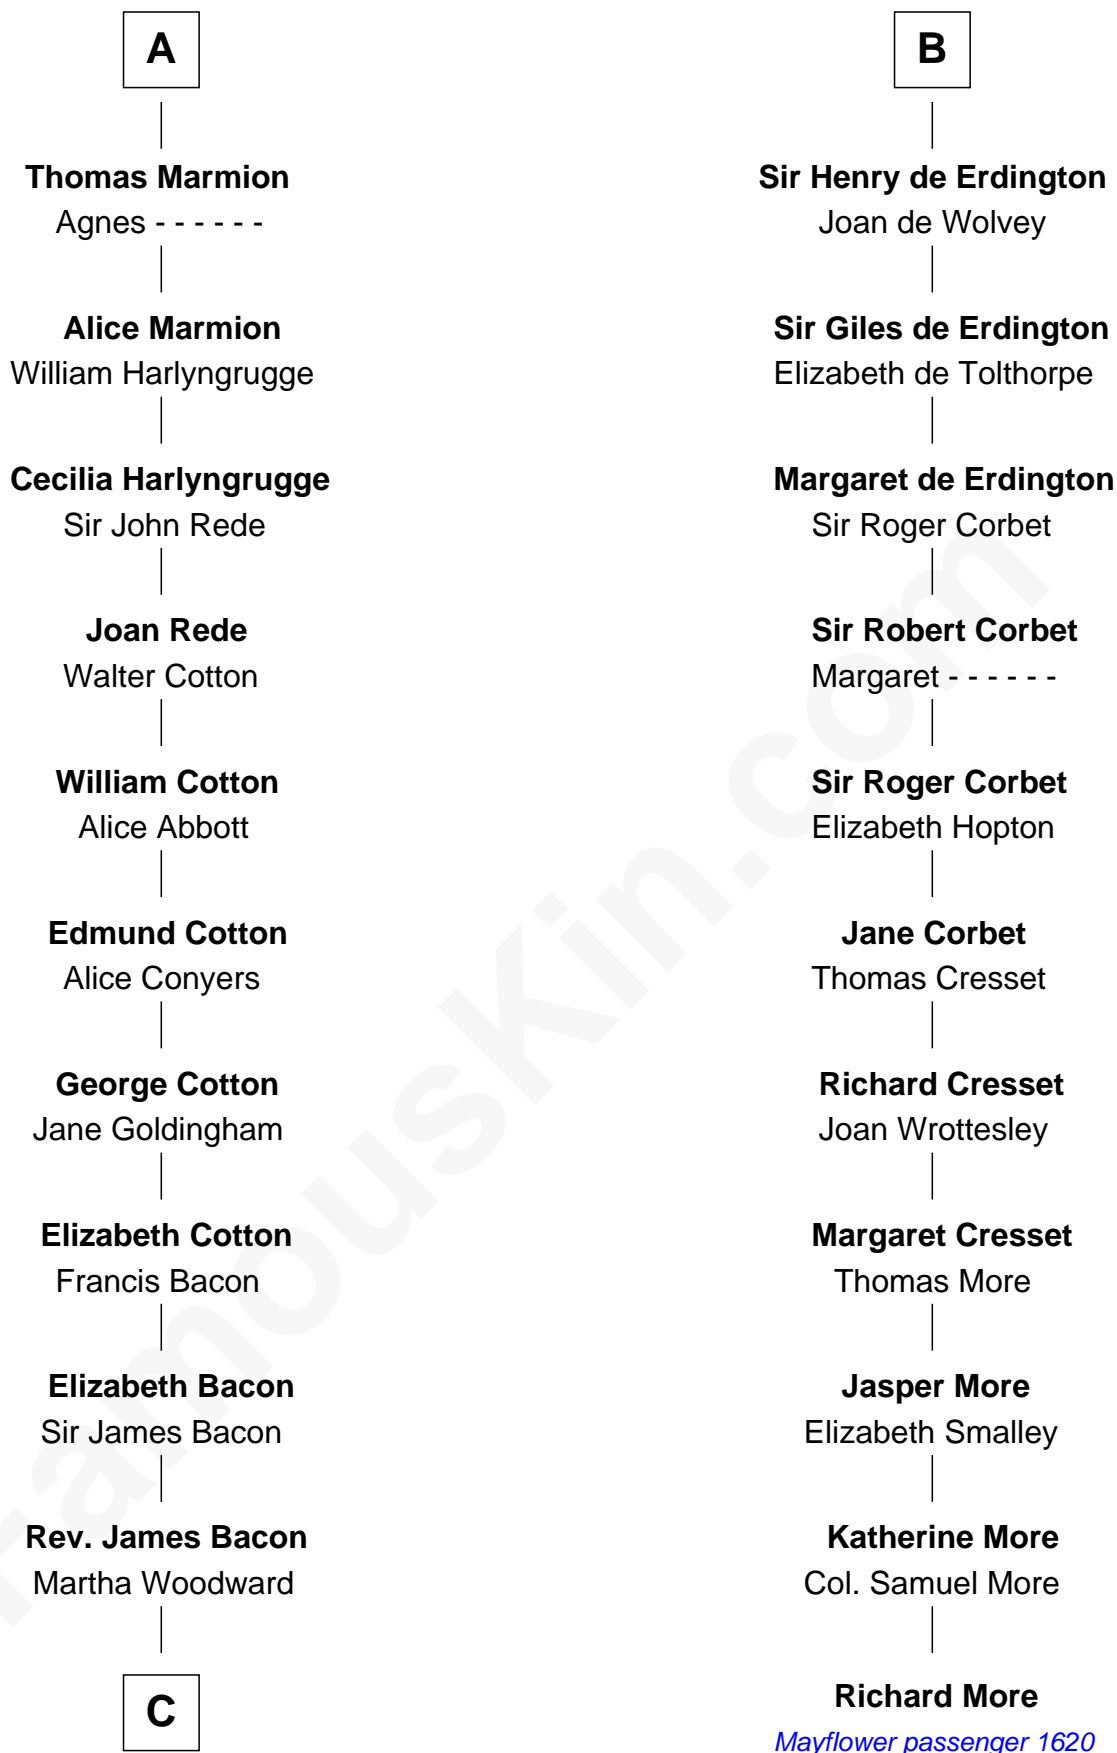 A
Thomas Marmion
Agnes - - - - - -
Alice Marmion
William Harlyngrugge
Cecilia Harlyngrugge
Sir John Rede
Joan Rede
Walter Cotton
William Cotton
Alice Abbott
Edmund Cotton
Alice Conyers
George Cotton
Jane Goldingham
Elizabeth Cotton
Francis Bacon
Elizabeth Bacon
Sir James Bacon
Rev. James Bacon
Martha Woodward
C
B
Sir Henry de Erdington
Joan de Wolvey
Sir Giles de Erdington
Elizabeth de Tolthorpe
Margaret de Erdington
Sir Roger Corbet
Sir Robert Corbet
Margaret - - - - - -
Sir Roger Corbet
Elizabeth Hopton
Jane Corbet
Thomas Cresset
Richard Cresset
Joan Wrottesley
Margaret Cresset
Thomas More
Jasper More
Elizabeth Smalley
Katherine More
Col. Samuel More
Richard More
Mayflower passenger 1620
FamousKin.com